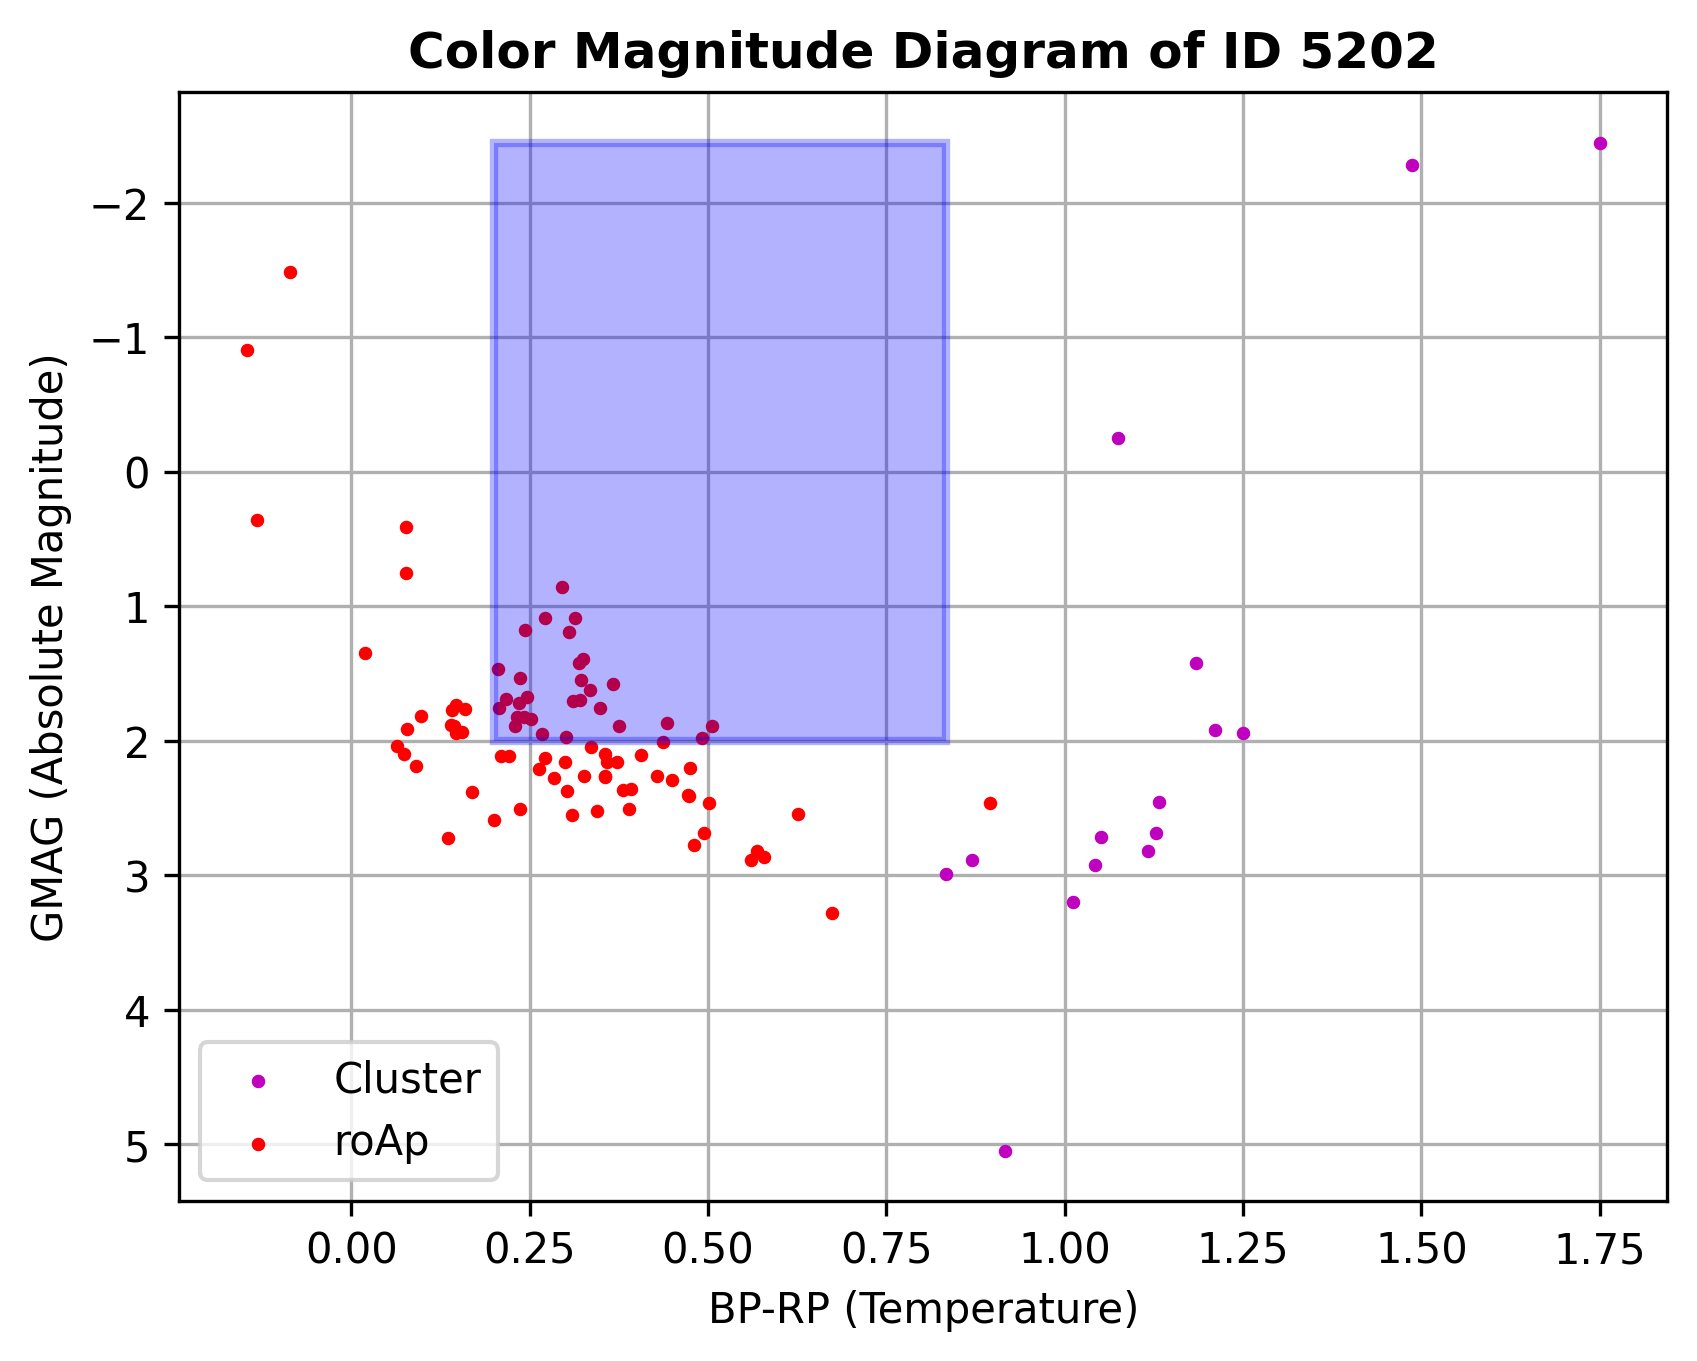 Color Magnitude Diagram of ID 5202
GMAG (Absolute Magnitude)
−2
−1
0
1
2
3
4
5
Cluster
roAp
0.00 0.25 0.50 0.75 1.00 1.25 1.50 1.75
BP-RP (Temperature)